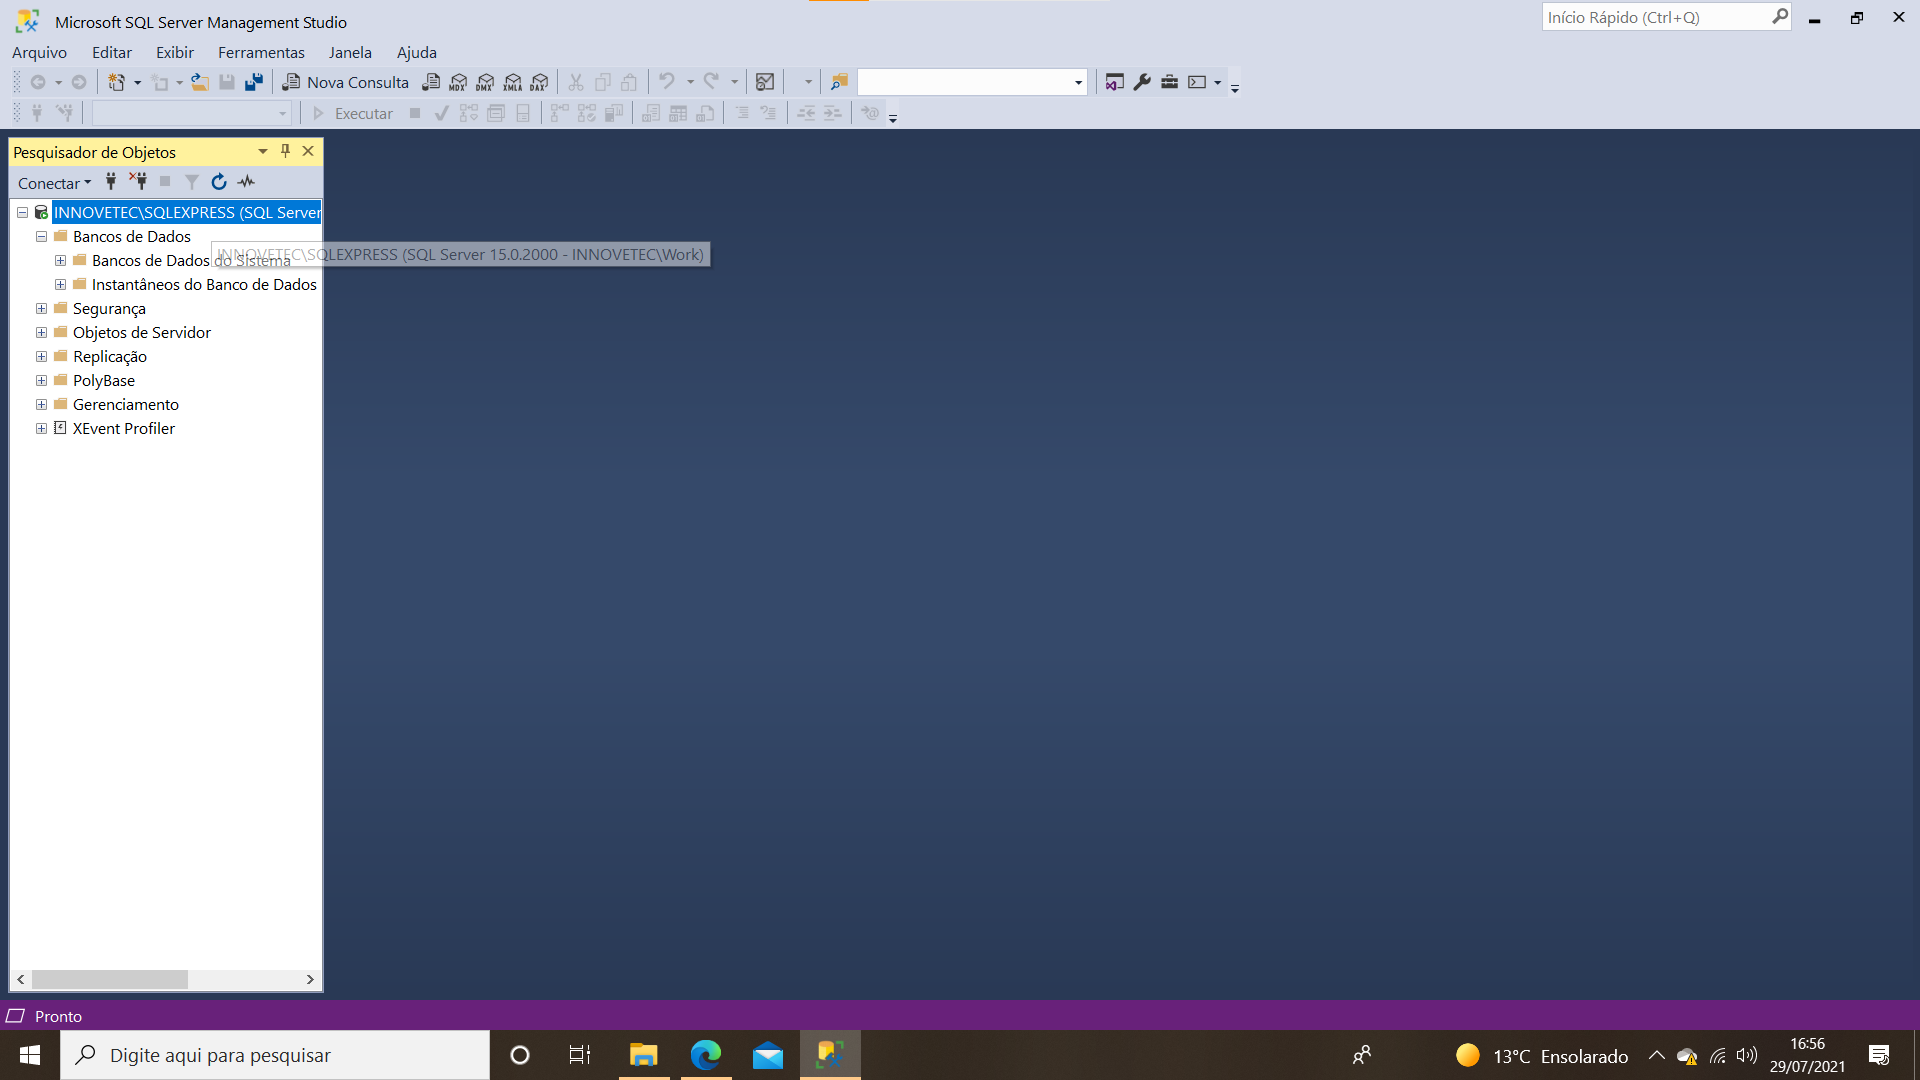 Microsoft SQL Server Management Studio
Início Rápido (Ctrl+Q)
Arquivo Editar Exibir Ferramentas Janela Ajuda
Nova Consulta MDX DMX XMLA DAX
Executar
Pesquisador de Objetos
Conectar
INNOVETEC\SQLEXPRESS (SQL Server
Bancos de Dados
INNOVETEC\SQLEXPRESS (SQL Server 15.0.2000 - INNOVETEC\Work)
Bancos de Dados do Sistema
Instantâneos do Banco de Dados
Segurança
Objetos de Servidor
Replicação
PolyBase
Gerenciamento
XEvent Profiler
Pronto
Digite aqui para pesquisar
13°C Ensolarado
16:56
29/07/2021